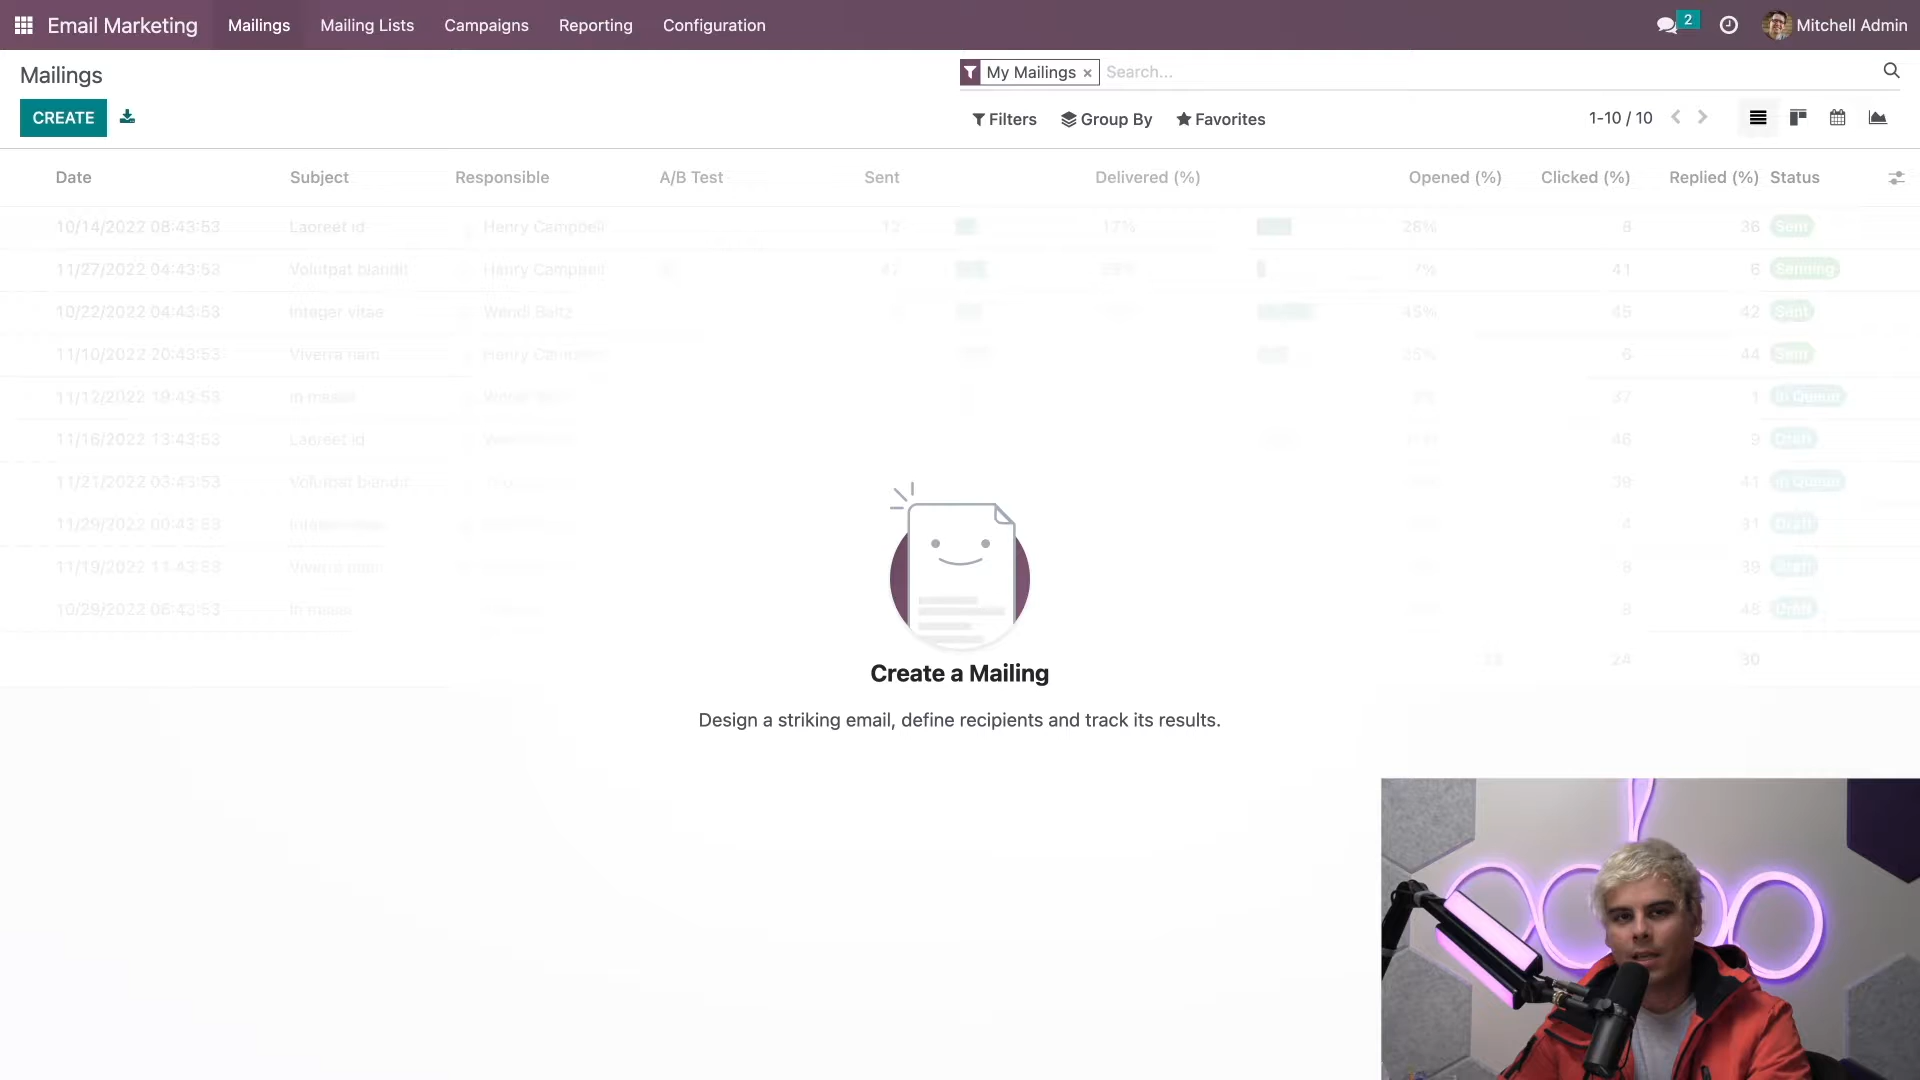 Email Marketing Mailings Mailing Lists Campaigns Reporting Configuration 2 Mitchell Admin
Mailings My Mailings × Search...
CREATE Filters Group By Favorites 1-10 / 10
Date Subject Responsible A/B Test Sent Delivered (%) Opened (%) Clicked (%) Replied (%) Status
10/14/2022 08:43:53 Laoreet id Henry Campbell 12 17% 28% 8 36 Sent
11/27/2022 04:43:53 Volutpat blandit Henry Campbell 7% 41 6 Sending
10/22/2022 04:43:53 Integer vitae Wendi Baltz 45% 45 42 Sent
11/10/2022 20:43:53 Viverra nam Henry Campbell 25% 6 44 Sent
11/12/2022 19:43:53 In massa 37 1 In Queue
11/16/2022 13:43:53 Laoreet id 46 9 Draft
11/21/2022 03:43:53 Volutpat blandit 39 41 In Queue
11/29/2022 00:43:53 4 31 Draft
11/19/2022 11:43:53 Viverra nam 8 39 Draft
10/29/2022 06:43:53 In massa 8 48 Draft
24 30
Create a Mailing
Design a striking email, define recipients and track its results.